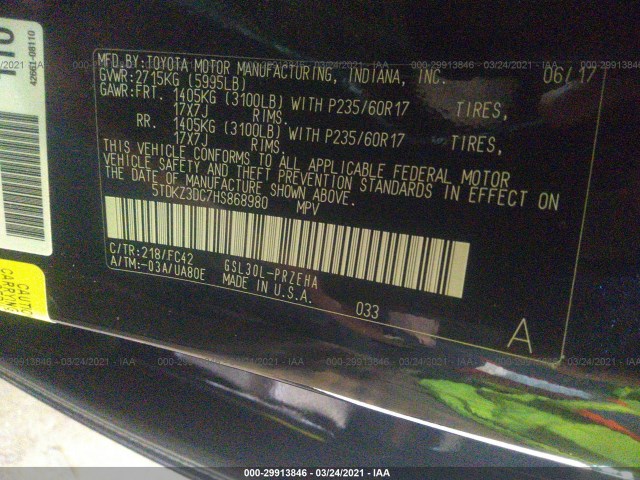 42661-08110
MFD.BY:TOYOTA MOTOR MANUFACTURING, INDIANA, INC. 06/17
GVWR:2715KG (5995LB)
GAWR:FRT. 1405KG (3100LB) WITH P235/60R17 TIRES,
17X7J RIMS.
RR. 1405KG (3100LB) WITH P235/60R17 TIRES,
17X7J RIMS.
THIS VEHICLE CONFORMS TO ALL APPLICABLE FEDERAL MOTOR
VEHICLE SAFETY AND THEFT PREVENTION STANDARDS IN EFFECT ON
THE DATE OF MANUFACTURE SHOWN ABOVE.
5TDKZ3DC7HS868980 MPV
C/TR:218/FC42 GSL30L-PRZEHA
A/TM:-03A/UA80E MADE IN U.S.A.
033
A
000-29913846 - 03/24/2021 - IAA